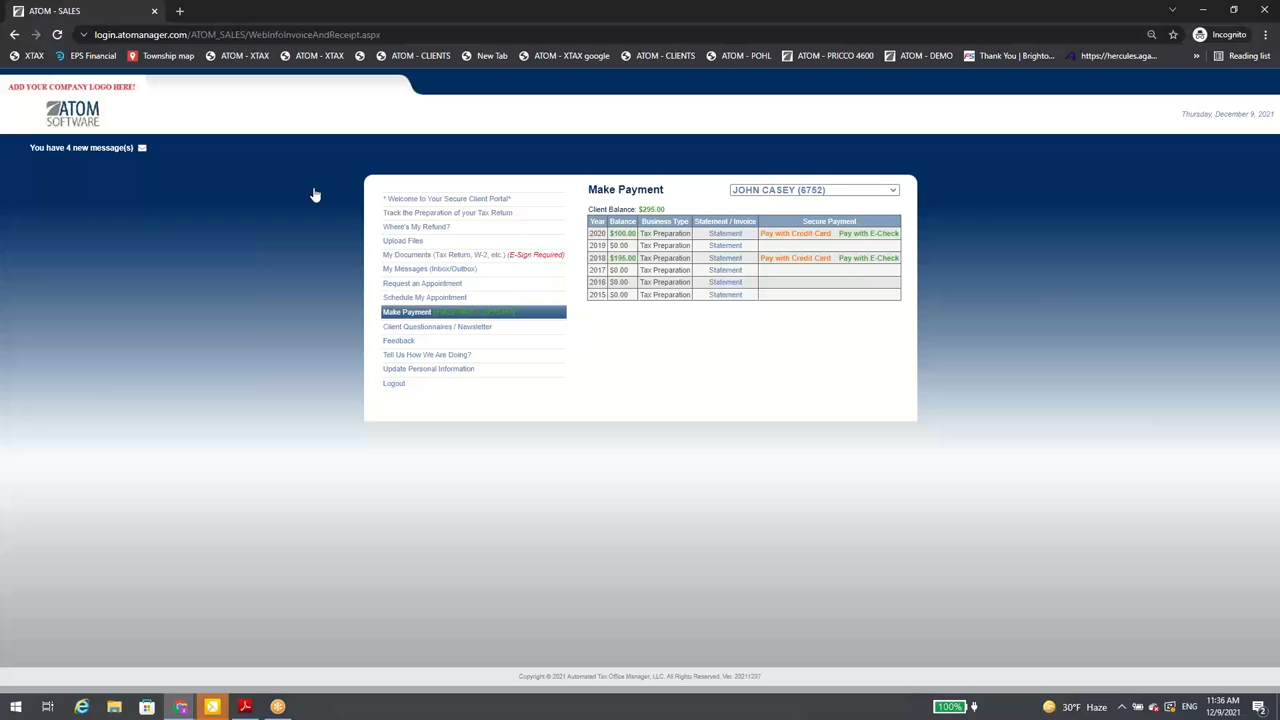 ATOM - SALES
login.atomanager.com/ATOM_SALES/WebInfoInvoiceAndReceipt.aspx
Incognito
XTAX
EPS Financial
Township map
ATOM - XTAX
ATOM - XTAX
ATOM - CLIENTS
New Tab
ATOM - XTAX google
ATOM - CLIENTS
ATOM - POHL
ATOM - PRICCO 4600
ATOM - DEMO
Thank You | Brighto...
https://hercules.aga...
»
Reading list
ADD YOUR COMPANY LOGO HERE!
ATOM
SOFTWARE
Thursday, December 9, 2021
You have 4 new message(s)
* Welcome to Your Secure Client Portal*
Track the Preparation of your Tax Return
Where's My Refund?
Upload Files
My Documents (Tax Return, W-2, etc.) (E-Sign Required)
My Messages (Inbox/Outbox)
Request an Appointment
Schedule My Appointment
Make Payment
Client Questionnaires / Newsletter
Feedback
Tell Us How We Are Doing?
Update Personal Information
Logout
Make Payment
JOHN CASEY (6752)
Client Balance: $295.00
Year Balance Business Type Statement / Invoice Secure Payment
2020 $100.00 Tax Preparation Statement Pay with Credit Card Pay with E-Check
2019 $0.00 Tax Preparation Statement
2018 $195.00 Tax Preparation Statement Pay with Credit Card Pay with E-Check
2017 $0.00 Tax Preparation Statement
2016 $0.00 Tax Preparation Statement
2015 $0.00 Tax Preparation Statement
Copyright © 2021 Automated Tax Office Manager, LLC. All Rights Reserved. Ver. 20211207
100%
30°F Haze
ENG
11:36 AM
12/9/2021
2